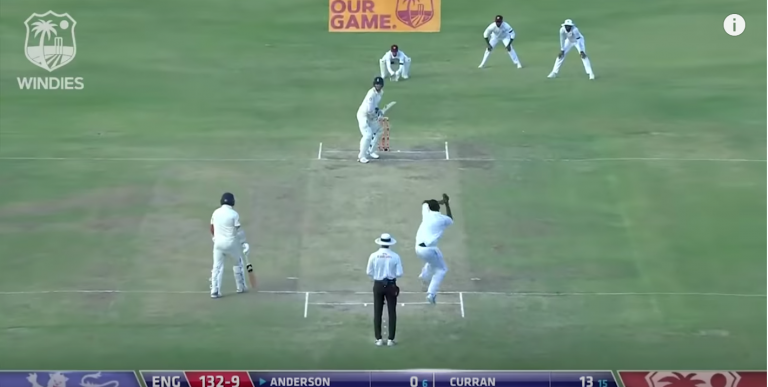 OUR
GAME.
WINDIES
ENG 132-9 ANDERSON 0 6 CURRAN 13 15